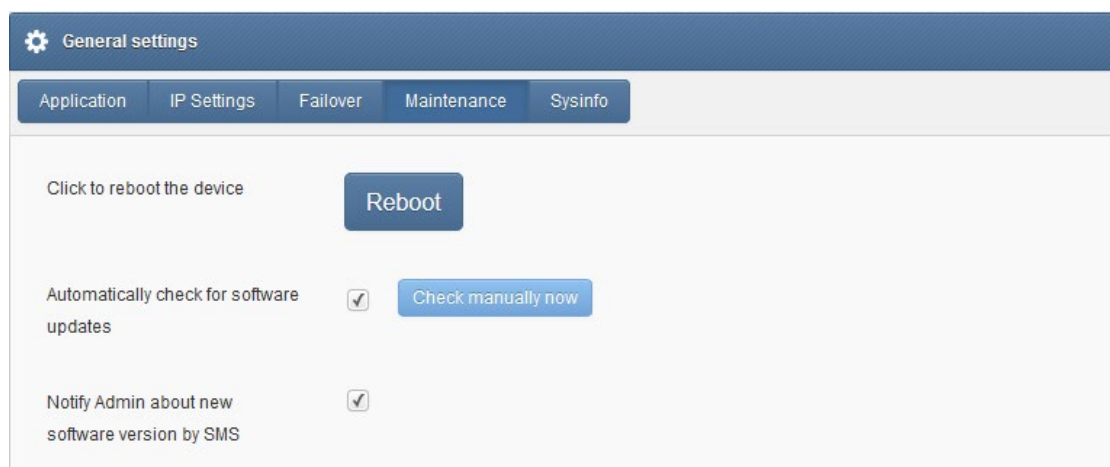 General settings
Application IP Settings Failover Maintenance Sysinfo
Click to reboot the device
Reboot
Automatically check for software
updates
Check manually now
Notify Admin about new
software version by SMS